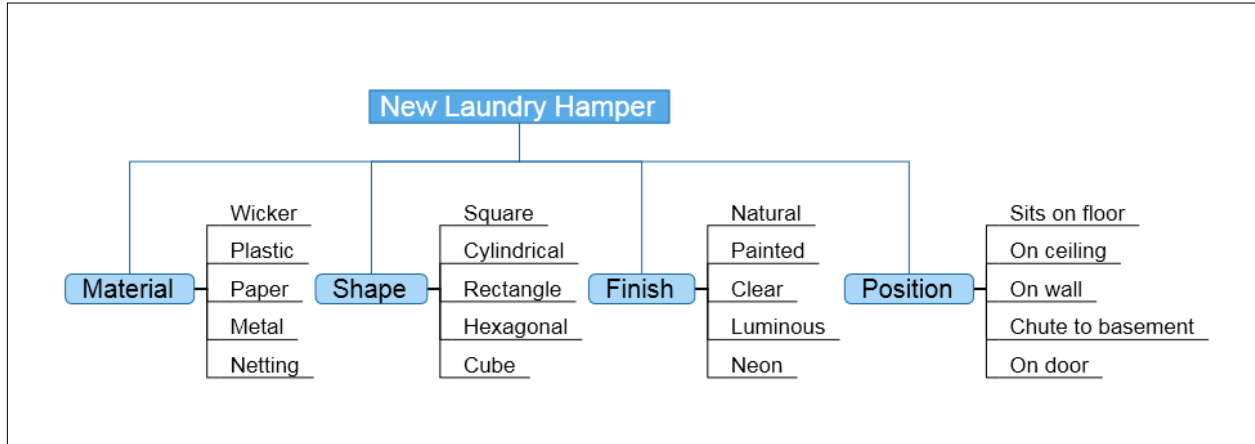 New Laundry Hamper
Material
Wicker
Plastic
Paper
Metal
Netting
Shape
Square
Cylindrical
Rectangle
Hexagonal
Cube
Finish
Natural
Painted
Clear
Luminous
Neon
Position
Sits on floor
On ceiling
On wall
Chute to basement
On door